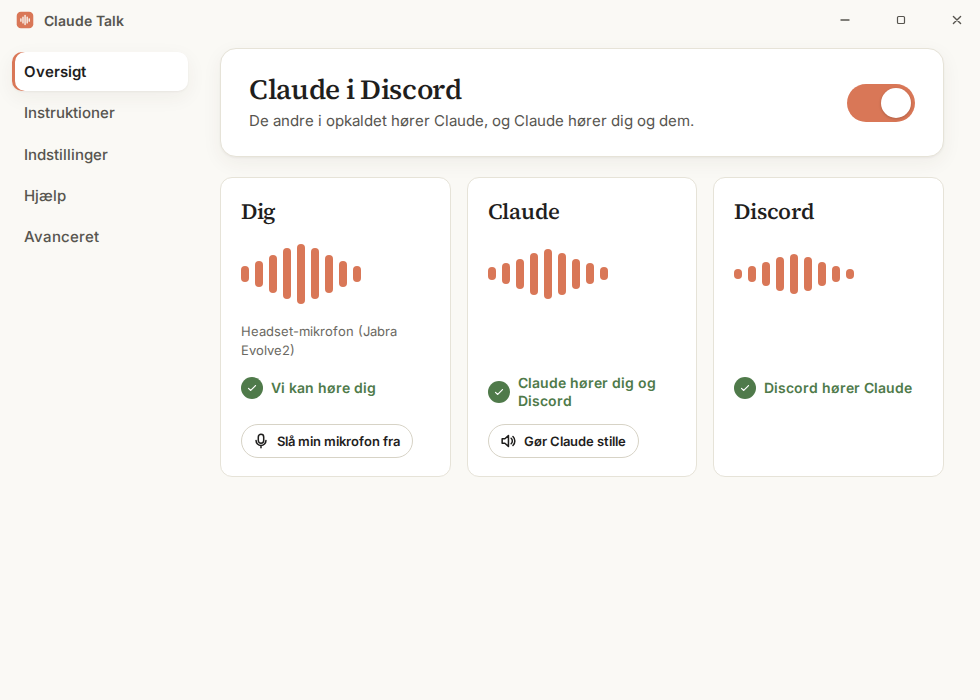 Claude Talk
Oversigt
Instruktioner
Indstillinger
Hjælp
Avanceret
Claude i Discord
De andre i opkaldet hører Claude, og Claude hører dig og dem.
Dig
Headset-mikrofon (Jabra
Evolve2)
Vi kan høre dig
Slå min mikrofon fra
Claude
Claude hører dig og
Discord
Gør Claude stille
Discord
Discord hører Claude